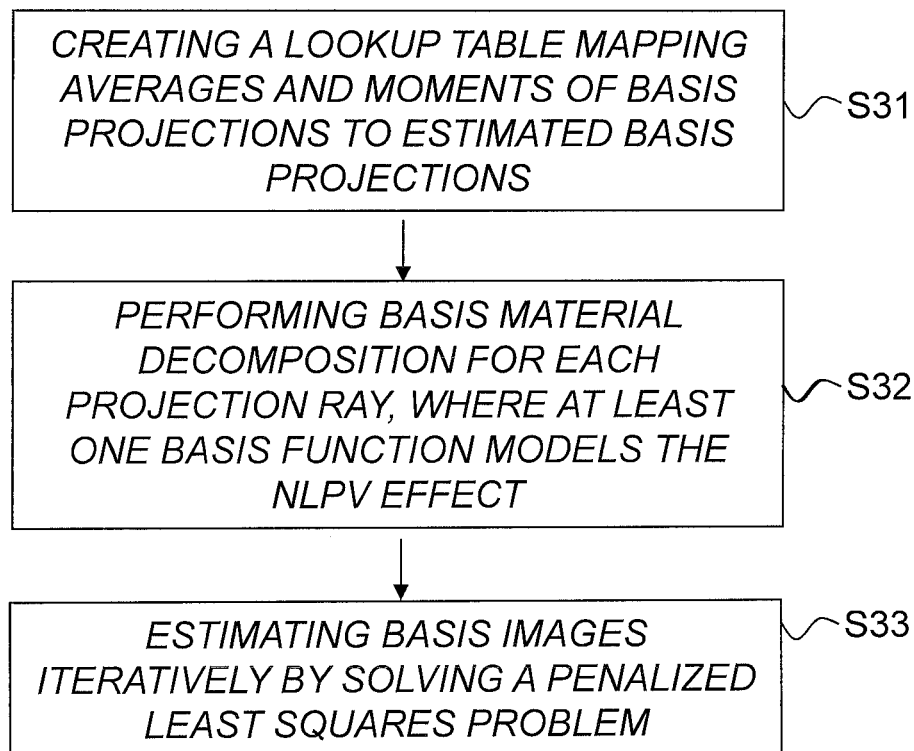 CREATING A LOOKUP TABLE MAPPING
AVERAGES AND MOMENTS OF BASIS
PROJECTIONS TO ESTIMATED BASIS
PROJECTIONS
S31
PERFORMING BASIS MATERIAL
DECOMPOSITION FOR EACH
PROJECTION RAY, WHERE AT LEAST
ONE BASIS FUNCTION MODELS THE
NLPV EFFECT
S32
ESTIMATING BASIS IMAGES
ITERATIVELY BY SOLVING A PENALIZED
LEAST SQUARES PROBLEM
S33